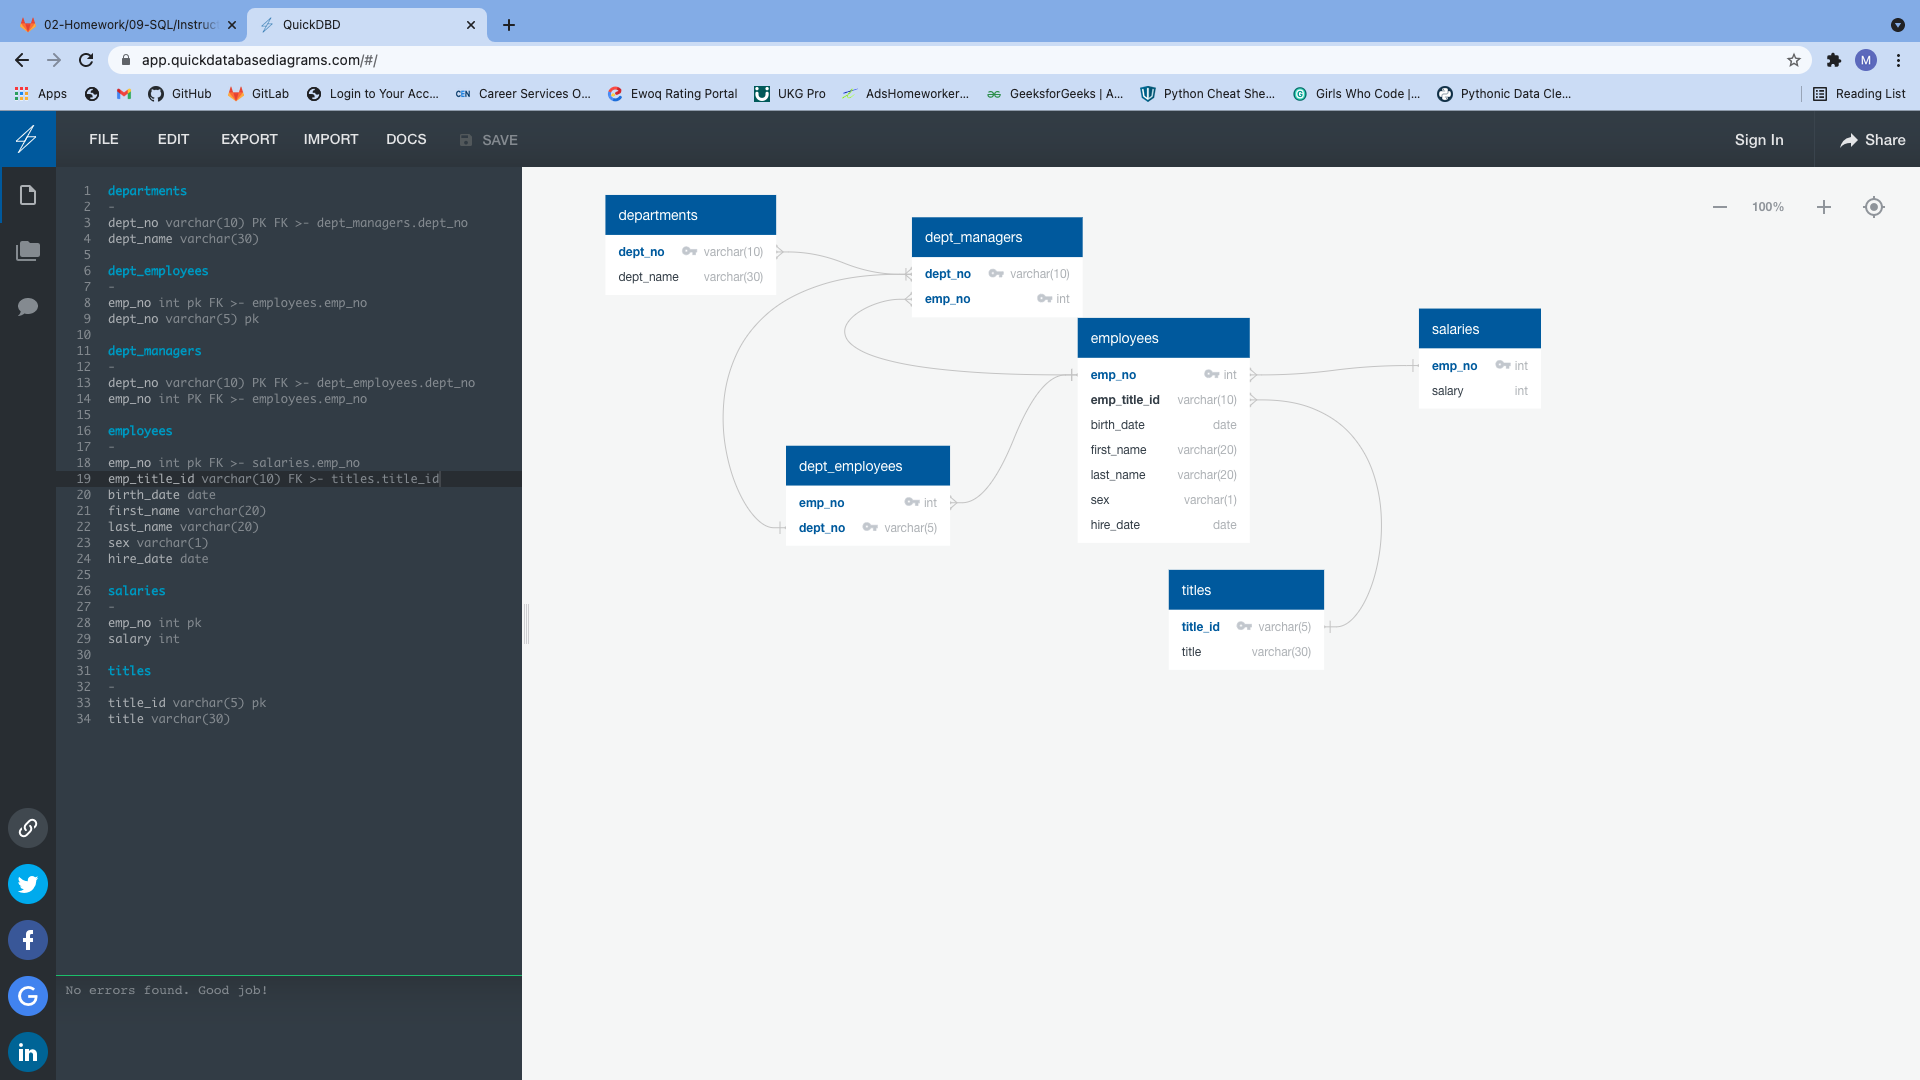 02-Homework/09-SQL/Instruc
QuickDBD
app.quickdatabasediagrams.com/#/
M
Apps
GitHub
GitLab
Login to Your Acc...
CEN Career Services O...
Ewoq Rating Portal
UKG Pro
AdsHomeworker...
GeeksforGeeks | A...
Python Cheat She...
Girls Who Code |...
Pythonic Data Cle...
Reading List
FILE
EDIT
EXPORT
IMPORT
DOCS
SAVE
Sign In
Share
1 departments
2 -
3 dept_no varchar(10) PK FK >- dept_managers.dept_no
4 dept_name varchar(30)
5
6 dept_employees
7 -
8 emp_no int pk FK >- employees.emp_no
9 dept_no varchar(5) pk
10
11 dept_managers
12 -
13 dept_no varchar(10) PK FK >- dept_employees.dept_no
14 emp_no int PK FK >- employees.emp_no
15
16 employees
17 -
18 emp_no int pk FK >- salaries.emp_no
19 emp_title_id varchar(10) FK >- titles.title_id
20 birth_date date
21 first_name varchar(20)
22 last_name varchar(20)
23 sex varchar(1)
24 hire_date date
25
26 salaries
27 -
28 emp_no int pk
29 salary int
30
31 titles
32 -
33 title_id varchar(5) pk
34 title varchar(30)
No errors found. Good job!
100%
departments
dept_no varchar(10)
dept_name varchar(30)
dept_managers
dept_no varchar(10)
emp_no int
employees
emp_no int
emp_title_id varchar(10)
birth_date date
first_name varchar(20)
last_name varchar(20)
sex varchar(1)
hire_date date
salaries
emp_no int
salary int
dept_employees
emp_no int
dept_no varchar(5)
titles
title_id varchar(5)
title varchar(30)